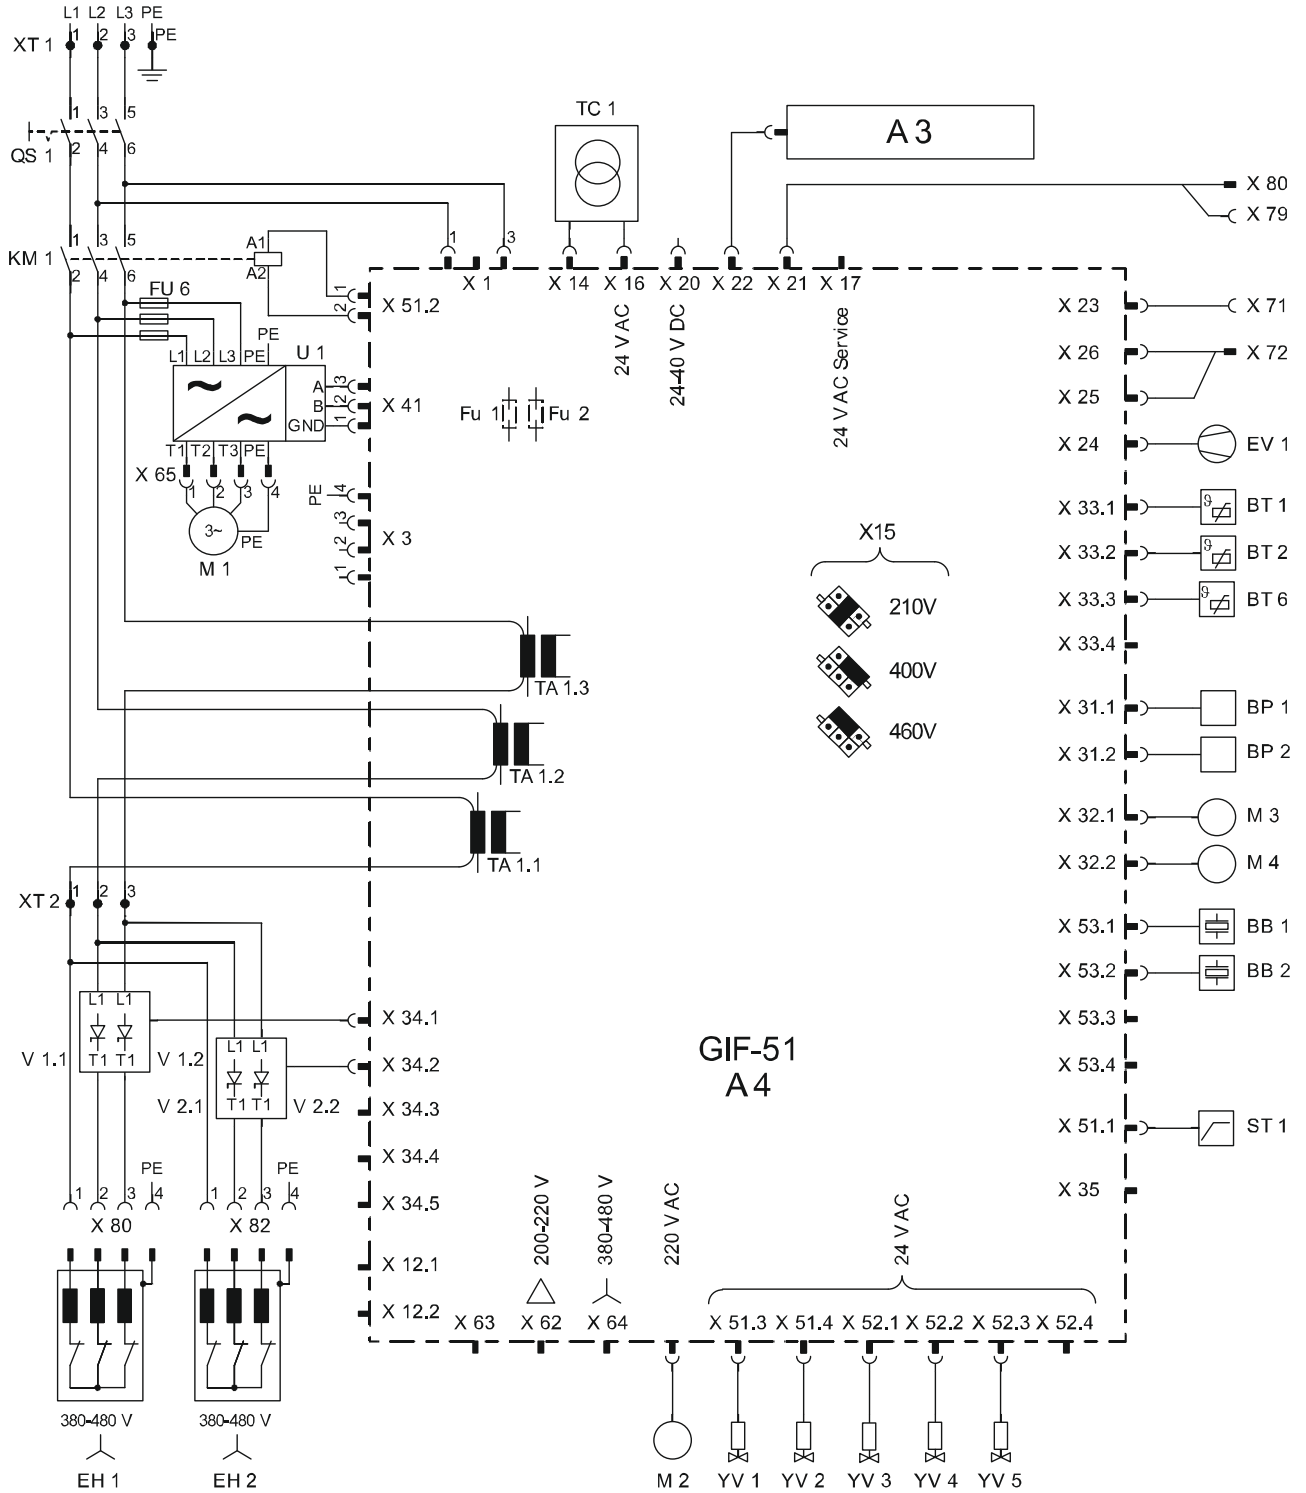 L1 L2 L3 PE
XT 1 1 2 3 PE
1 3 5
QS 1
2 4 6
TC 1
A 3
X 80
X 79
1 3 5
KM 1
2 4 6
A1
A2
1 3
X 1 X 14 X 16 X 20 X 22 X 21 X 17
24 V AC
24-40 V DC
24 V AC Service
FU 6
1
2
X 51.2
X 23 X 71
X 26 X 72
X 25
X 24 EV 1
PE
L1 L2 L3 PE
U 1
A 3
B 2
GND 1
X 41
T1 T2 T3 PE
X 65
1 2 3 4
3~
PE
M 1
Fu 1 Fu 2
PE 4
3
2
1
X 3
X 33.1 BT 1
ϑ
X 33.2 BT 2
ϑ
X 33.3 BT 6
ϑ
X 33.4
X15
210V
400V
460V
TA 1.3
TA 1.2
TA 1.1
X 31.1 BP 1
X 31.2 BP 2
X 32.1 M 3
X 32.2 M 4
X 53.1 BB 1
X 53.2 BB 2
X 53.3
X 53.4
X 51.1 ST 1
X 35
XT 2 1 2 3
L1 L1
V 1.1 T1 T1 V 1.2
L1 L1
V 2.1 T1 T1 V 2.2
X 34.1
X 34.2
X 34.3
X 34.4
X 34.5
X 12.1
X 12.2
GIF-51
A 4
PE PE
1 2 3 4 1 2 3 4
X 80 X 82
200-220 V
380-480 V
220 V AC
24 V AC
X 63 X 62 X 64 X 51.3 X 51.4 X 52.1 X 52.2 X 52.3 X 52.4
380-480 V 380-480 V
EH 1 EH 2 M 2 YV 1 YV 2 YV 3 YV 4 YV 5